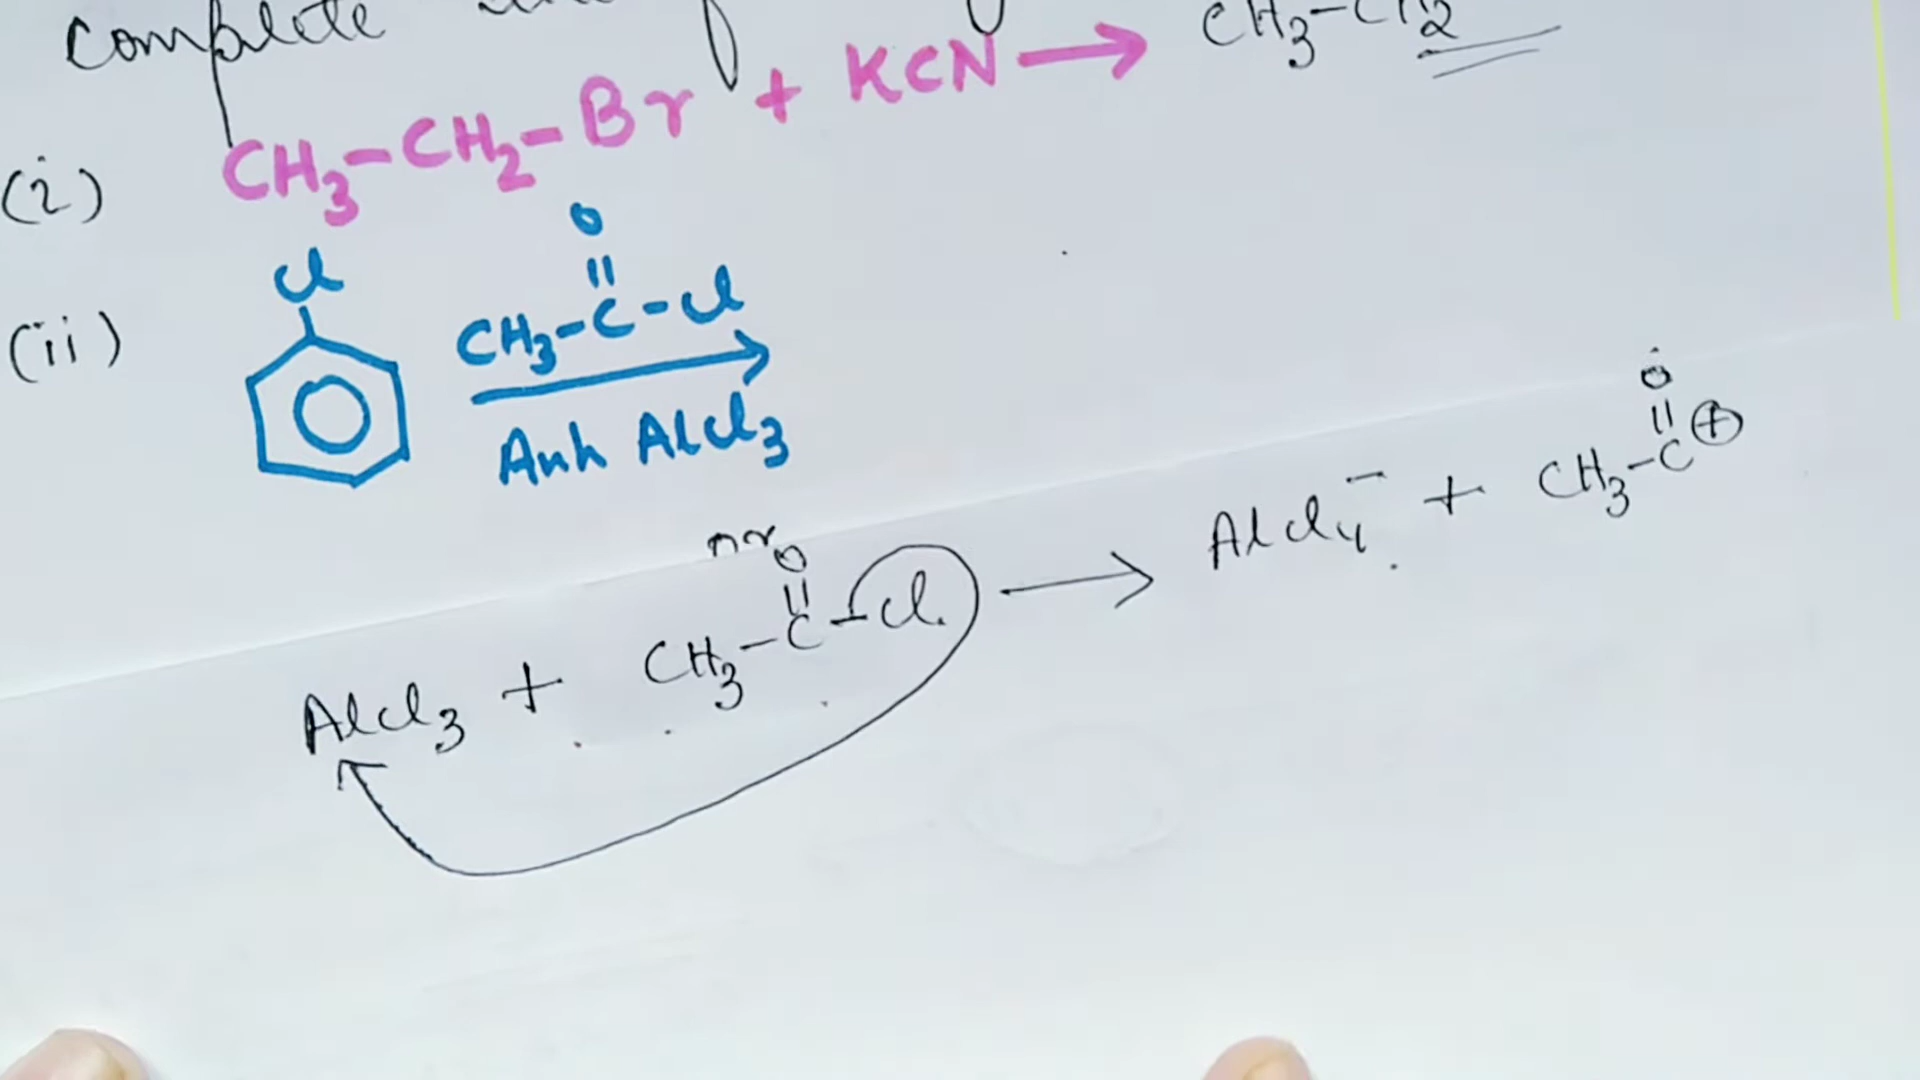 complete
(i) CH3-CH2-Br + KCN → CH3-CH2
(ii) Cl CH3-C-Cl
O
Anh AlCl3
AlCl3 + CH3-C-Cl → AlCl4⁻ + CH3-C⊕
O
O